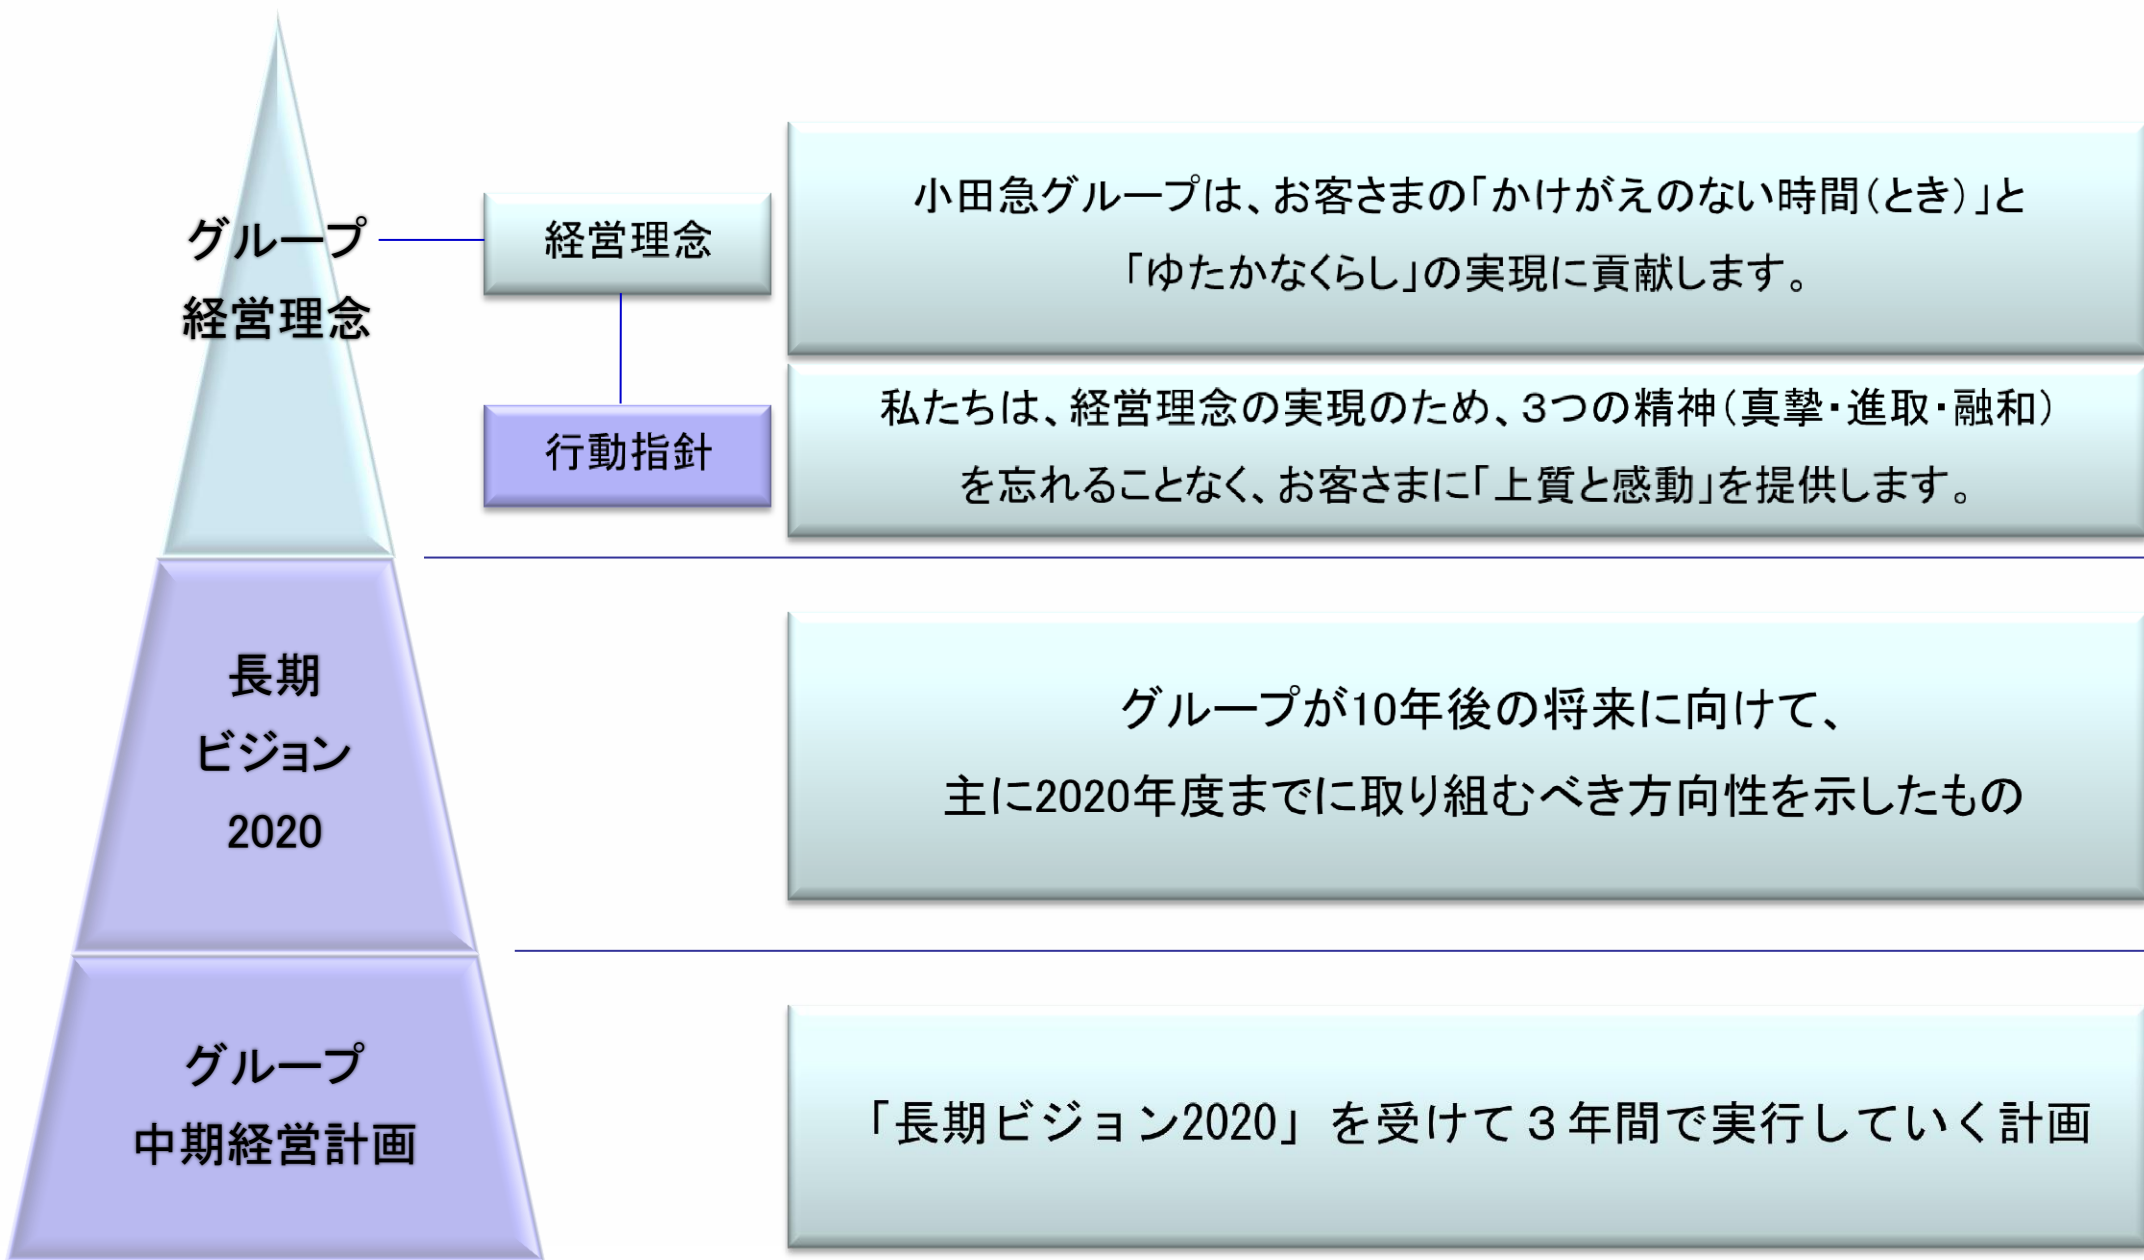 グループ
経営理念
経営理念
小田急グループは、お客さまの「かけがえのない時間(とき)」と
「ゆたかなくらし」の実現に貢献します。
行動指針
私たちは、経営理念の実現のため、3つの精神(真摯・進取・融和)
を忘れることなく、お客さまに「上質と感動」を提供します。
長期
ビジョン
2020
グループが10年後の将来に向けて、
主に2020年度までに取り組むべき方向性を示したもの
グループ
中期経営計画
「長期ビジョン2020」を受けて3年間で実行していく計画